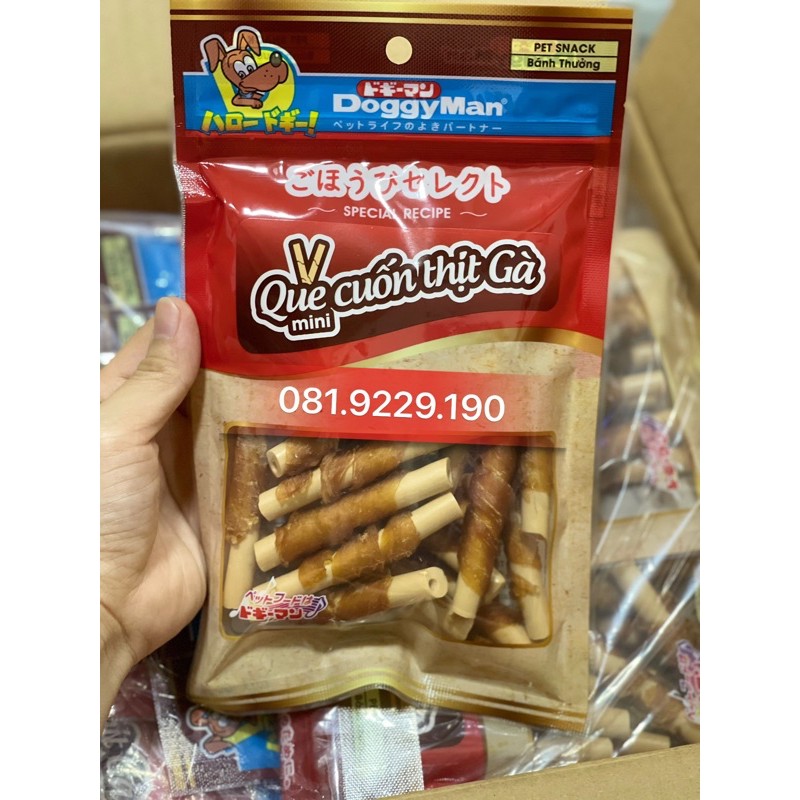 PET SNACK
Bánh Thưởng
ハロードギー!
ドギーマン
DoggyMan®
ペットライフのよきパートナー
ごほうびセレクト
SPECIAL RECIPE
Que cuốn thịt Gà
mini
081.9229.190
ペットフードは
ドギーマン